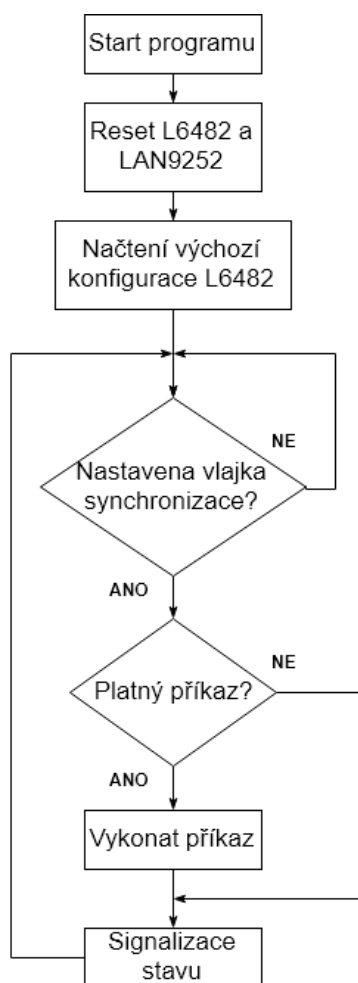 Start programu
Reset L6482 a
LAN9252
Načtení výchozí
konfigurace L6482
NE
Nastavena vlajka
synchronizace?
ANO
NE
Platný příkaz?
ANO
Vykonat příkaz
Signalizace
stavu